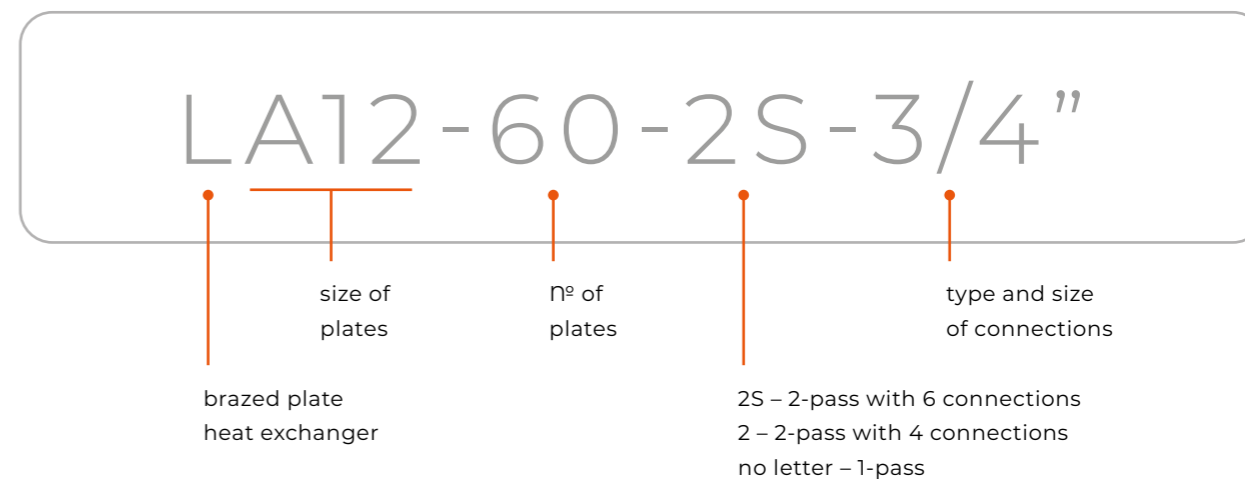 LA12-60-2S-3/4”
size of
plates
nº of
plates
type and size
of connections
brazed plate
heat exchanger
2S – 2-pass with 6 connections
2 – 2-pass with 4 connections
no letter – 1-pass